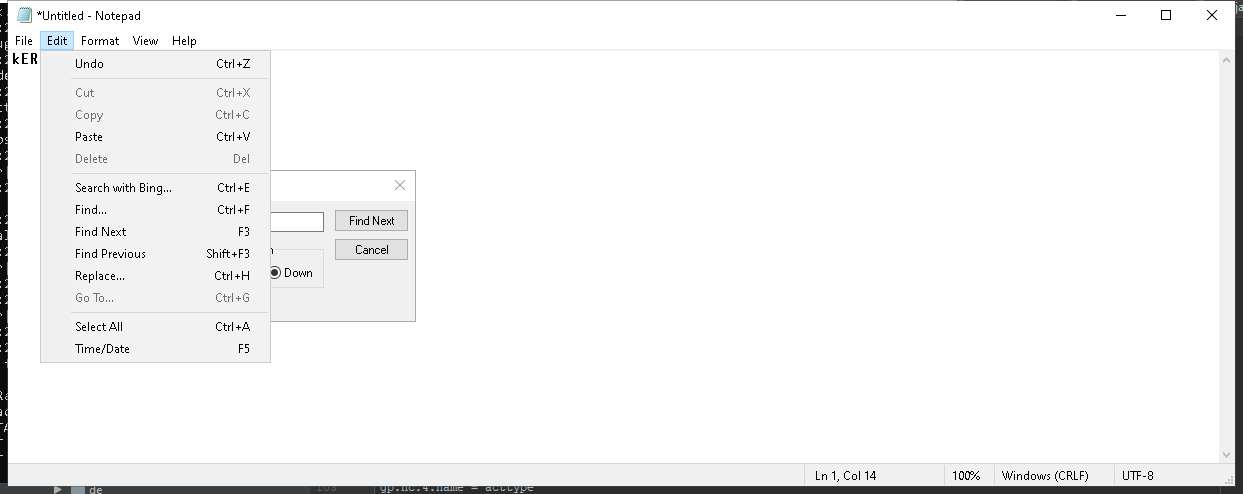 *Untitled - Notepad
File Edit Format View Help
kER
Undo Ctrl+Z
Cut Ctrl+X
Copy Ctrl+C
Paste Ctrl+V
Delete Del
Search with Bing... Ctrl+E
Find... Ctrl+F
Find Next F3
Find Previous Shift+F3
Replace... Ctrl+H
Go To... Ctrl+G
Select All Ctrl+A
Time/Date F5
Find Next
Cancel
Down
Ln 1, Col 14 100% Windows (CRLF) UTF-8
de
gp.nc.4.name = acttype